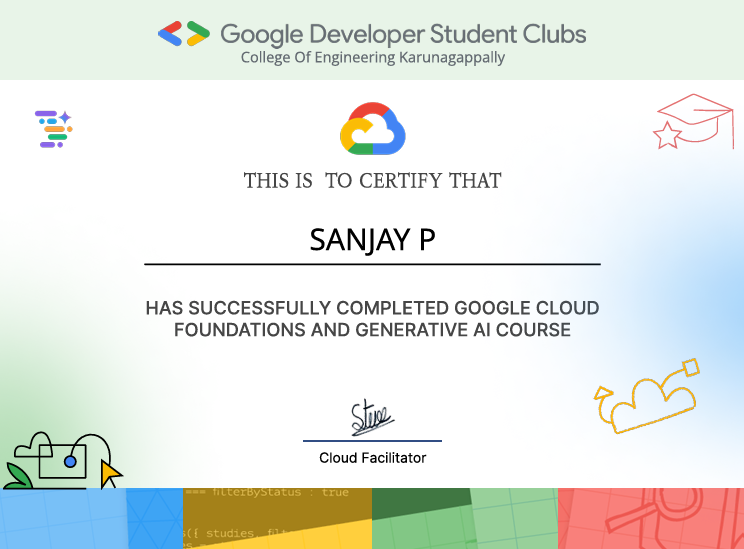 Google Developer Student Clubs
College Of Engineering Karunagappally
THIS IS TO CERTIFY THAT
SANJAY P
HAS SUCCESSFULLY COMPLETED GOOGLE CLOUD
FOUNDATIONS AND GENERATIVE AI COURSE
Steve
Cloud Facilitator
=== filterByStatus : true
s([ studies, filt